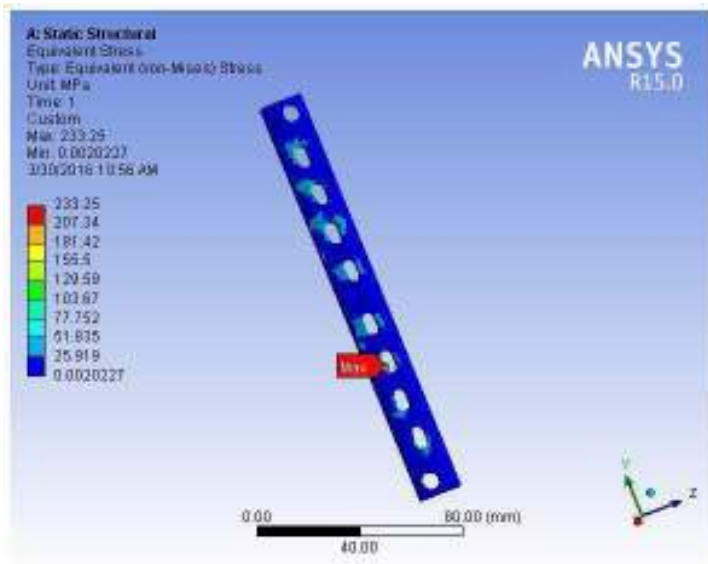 A: Static Structural
Equivalent Stress
Type: Equivalent (von-Mises) Stress
Unit: MPa
Time: 1
Custom
Max: 233.25
Min: 0.0020227
3/30/2016 10:56 AM
ANSYS
R15.0
233.25
207.34
181.42
155.5
129.59
103.67
77.752
51.835
25.919
0.0020227
Max
0.00
80.00 (mm)
40.00
Y
Z